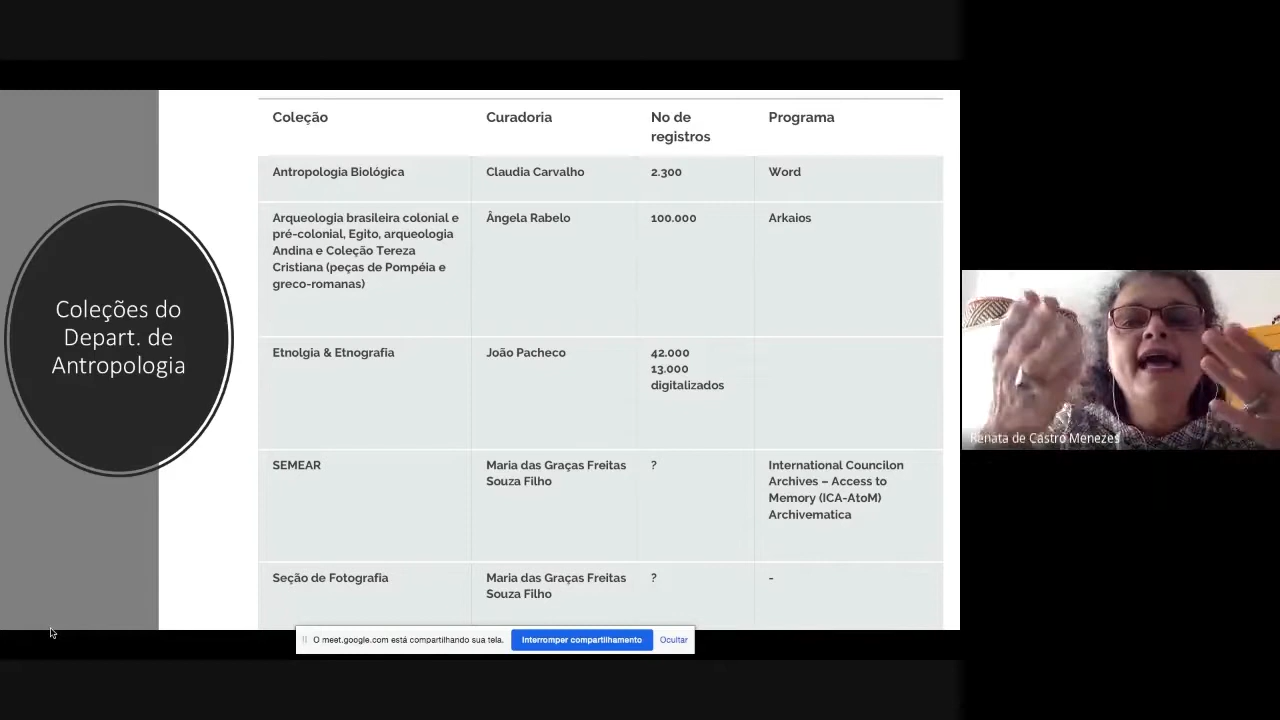 Coleções do
Depart. de
Antropologia
Coleção
Curadoria
No de
registros
Programa
Antropologia Biológica
Claudia Carvalho
2.300
Word
Arqueologia brasileira colonial e
pré-colonial, Egito, arqueologia
Andina e Coleção Tereza
Cristiana (peças de Pompéia e
greco-romanas)
Ângela Rabelo
100.000
Arkaios
Etnolgia & Etnografia
João Pacheco
42.000
13.000
digitalizados
SEMEAR
Maria das Graças Freitas
Souza Filho
?
International Councilon
Archives – Access to
Memory (ICA-AtoM)
Archivematica
Seção de Fotografia
Maria das Graças Freitas
Souza Filho
?
-
O meet.google.com está compartilhando sua tela.
Interromper compartilhamento
Ocultar
Renata de Castro Menezes